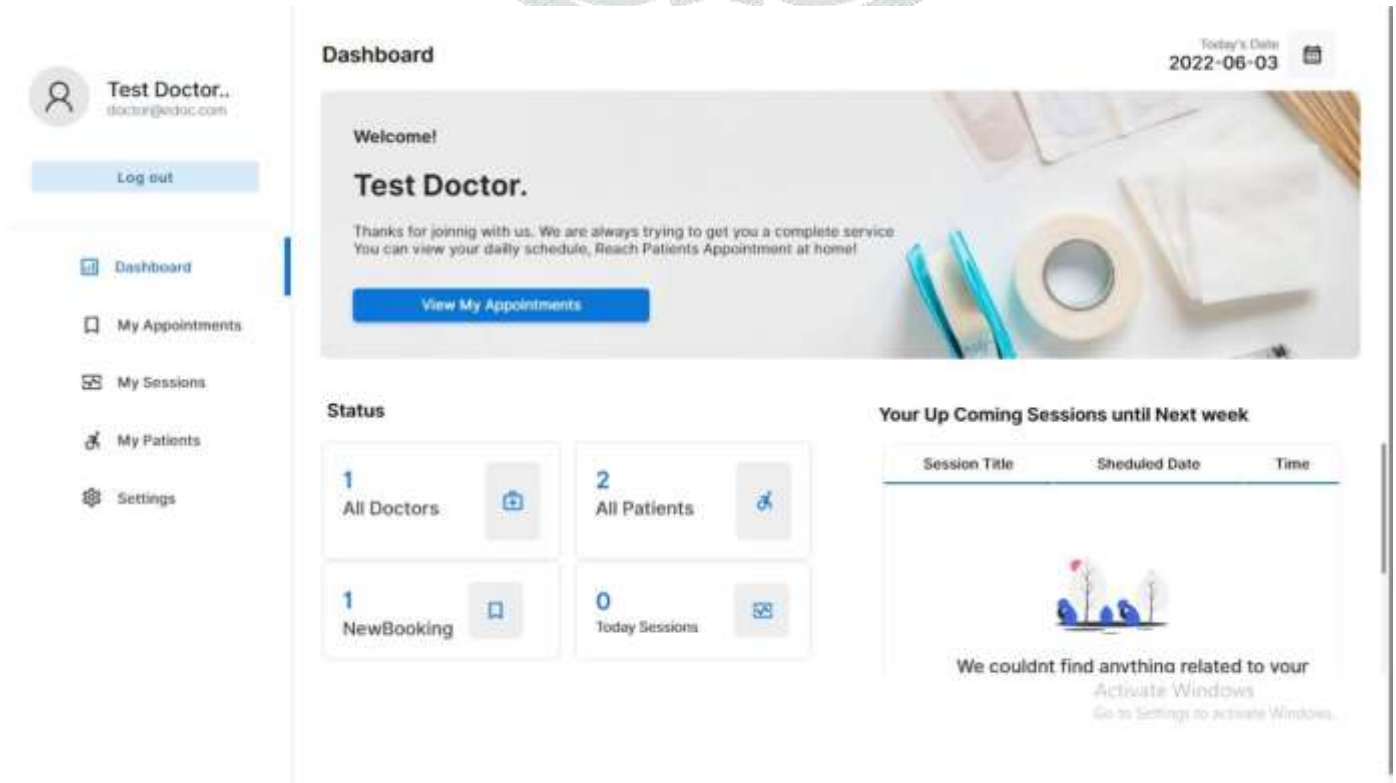 Test Doctor..
doctor@edoc.com
Log out
Dashboard
My Appointments
My Sessions
My Patients
Settings
Dashboard
Today's Date
2022-06-03
Welcome!
Test Doctor.
Thanks for joinnig with us. We are always trying to get you a complete service
You can view your dailly schedule, Reach Patients Appointment at home!
View My Appointments
Status
1
All Doctors
2
All Patients
1
NewBooking
0
Today Sessions
Your Up Coming Sessions until Next week
Session Title Sheduled Date Time
We couldnt find anything related to your
Activate Windows
Go to Settings to activate Windows.